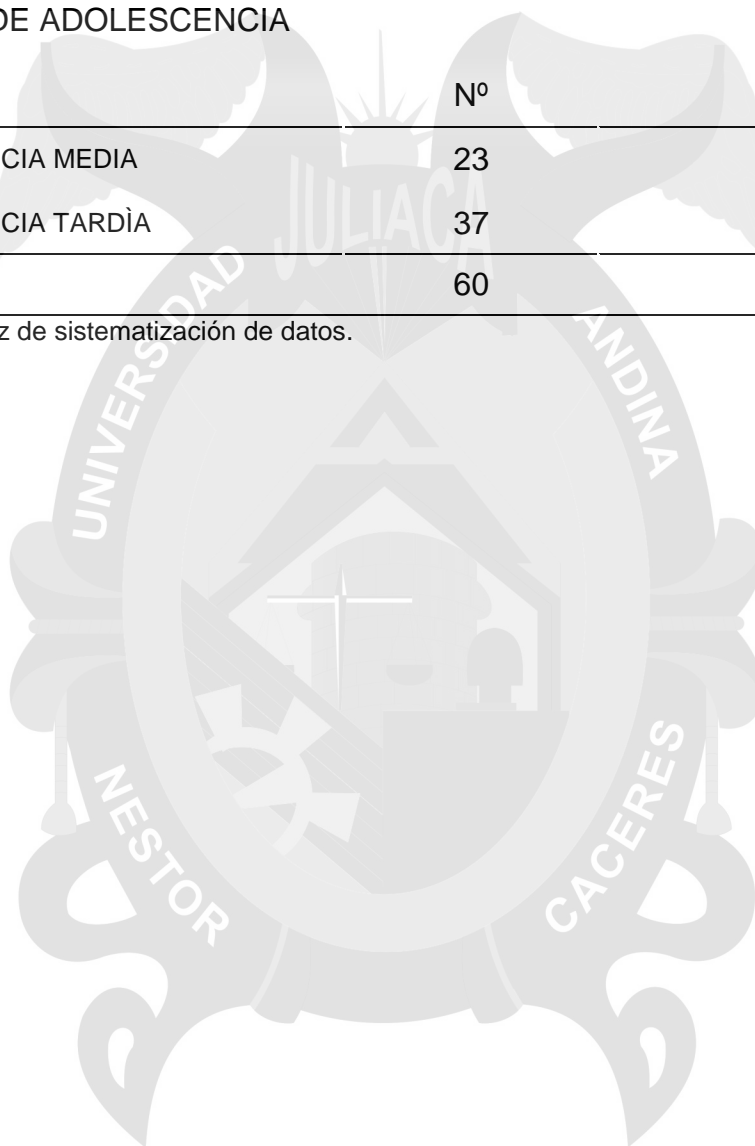 DE ADOLESCENCIA
Nº
CIA MEDIA 23
CIA TARDÌA 37
60
z de sistematización de datos.
JULIACA
UNIVERSIDAD ANDINA
NESTOR CACERES